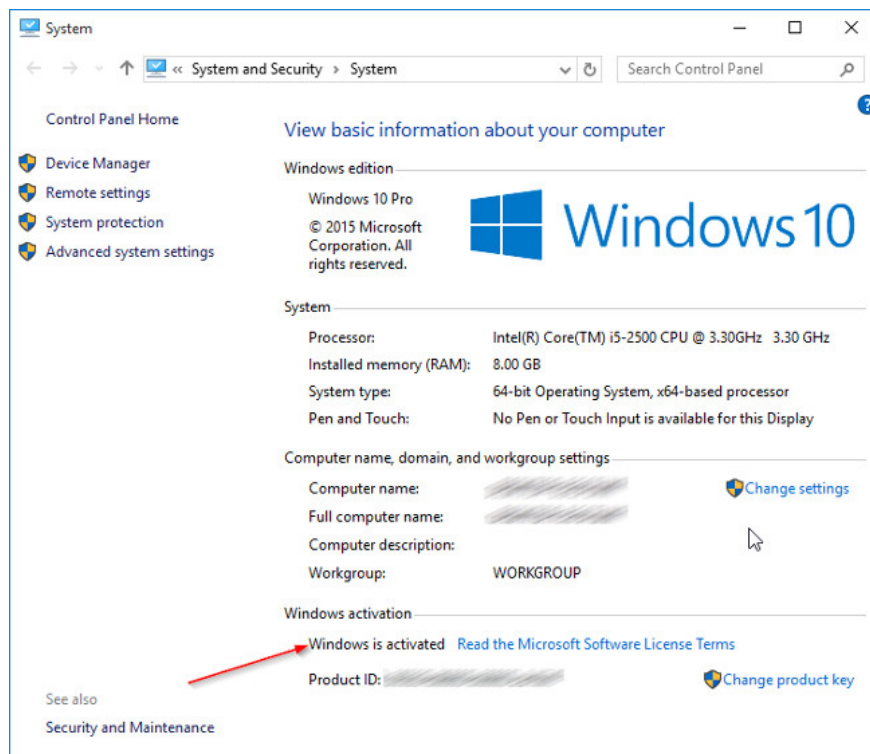 System
« System and Security › System
Search Control Panel
?
Control Panel Home
Device Manager
Remote settings
System protection
Advanced system settings
View basic information about your computer
Windows edition
Windows 10 Pro
© 2015 Microsoft
Corporation. All
rights reserved.
Windows 10
System
Processor: Intel(R) Core(TM) i5-2500 CPU @ 3.30GHz 3.30 GHz
Installed memory (RAM): 8.00 GB
System type: 64-bit Operating System, x64-based processor
Pen and Touch: No Pen or Touch Input is available for this Display
Computer name, domain, and workgroup settings
Computer name: Change settings
Full computer name:
Computer description:
Workgroup: WORKGROUP
Windows activation
Windows is activated Read the Microsoft Software License Terms
Product ID: Change product key
See also
Security and Maintenance